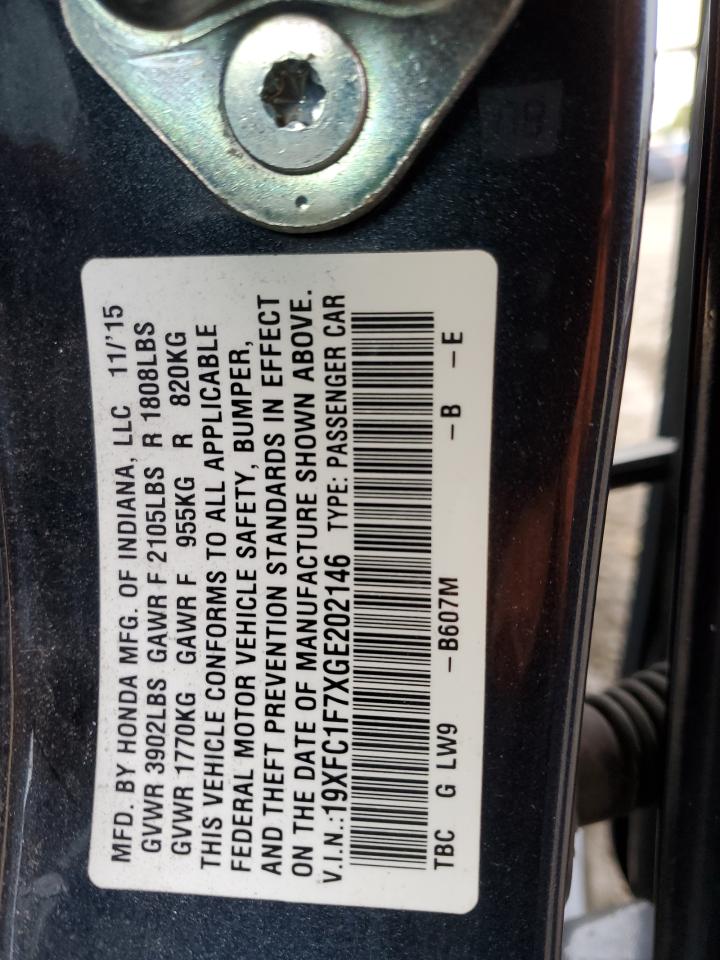 MFD. BY HONDA MFG. OF INDIANA, LLC 11/'15
GVWR 3902LBS GAWR F 2105LBS R 1808LBS
GVWR 1770KG GAWR F 955KG R 820KG
THIS VEHICLE CONFORMS TO ALL APPLICABLE
FEDERAL MOTOR VEHICLE SAFETY, BUMPER,
AND THEFT PREVENTION STANDARDS IN EFFECT
ON THE DATE OF MANUFACTURE SHOWN ABOVE.
V.I.N.:19XFC1F7XGE202146 TYPE: PASSENGER CAR
TBC G LW9 -B607M -B -E